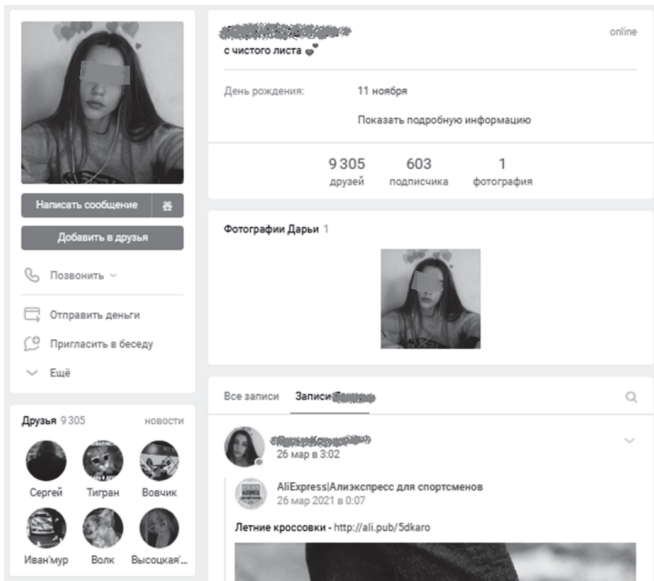 online
с чистого листа
День рождения: 11 ноября
Показать подробную информацию
9 305 603 1
друзей подписчика фотография
Написать сообщение
Добавить в друзья
Позвонить
Отправить деньги
Пригласить в беседу
Ещё
Фотографии Дарьи 1
Друзья 9 305 новости
Сергей Тигран Вовчик
Иван'мур Волк Высоцкая'...
Все записи Записи
26 мар в 3:02
AliExpress|Алиэкспресс для спортсменов
26 мар 2021 в 0:07
Летние кроссовки - http://ali.pub/5dkaro